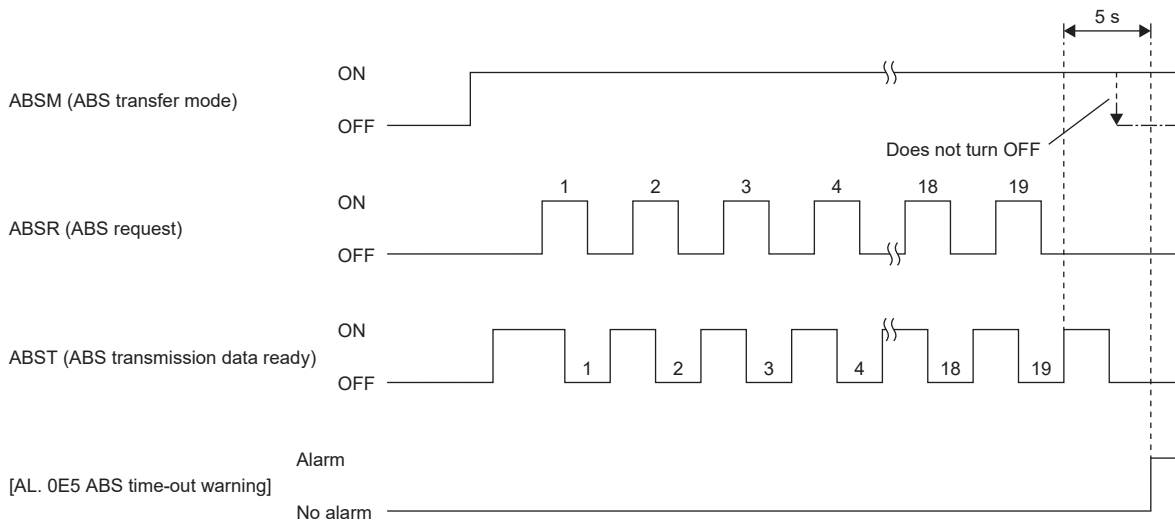 5 s
ON
ABSM (ABS transfer mode)
OFF
Does not turn OFF
1 2 3 4 18 19
ON
ABSR (ABS request)
OFF
ON
ABST (ABS transmission data ready)
OFF
1 2 3 4 18 19
Alarm
[AL. 0E5 ABS time-out warning]
No alarm